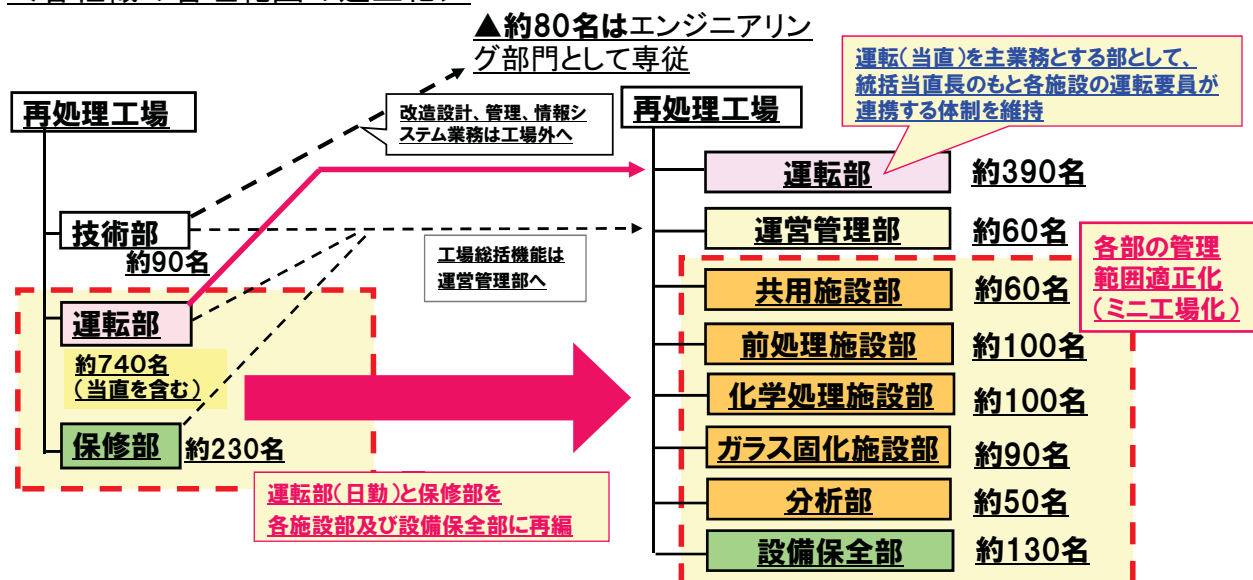 ▲約80名はエンジニアリン
グ部門として専従
運転(当直)を主業務とする部として、
統括当直長のもと各施設の運転要員が
連携する体制を維持
再処理工場
改造設計、管理、情報シ
ステム業務は工場外へ
再処理工場
運転部
約390名
技術部
約90名
運営管理部
約60名
工場総括機能は
運営管理部へ
各部の管理
範囲適正化
(ミニ工場化)
共用施設部
約60名
運転部
約740名
(当直を含む)
前処理施設部
約100名
化学処理施設部
約100名
保修部
約230名
ガラス固化施設部
約90名
運転部(日勤)と保修部を
各施設部及び設備保全部に再編
分析部
約50名
設備保全部
約130名